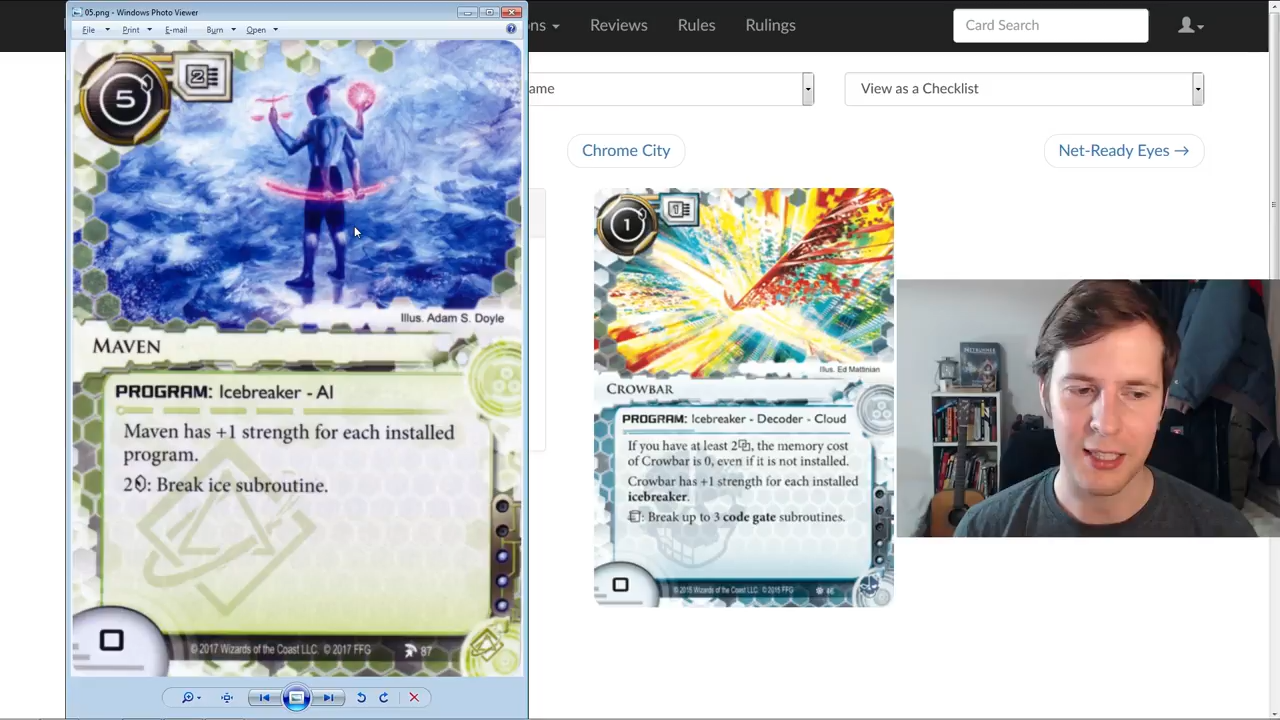 05.png - Windows Photo Viewer
File Print E-mail Burn Open
ons Reviews Rules Rulings
Card Search
ame
View as a Checklist
Chrome City
Net-Ready Eyes →
5
2
Illus. Adam S. Doyle
MAVEN
PROGRAM: Icebreaker - AI
Maven has +1 strength for each installed
program.
2: Break ice subroutine.
© 2017 Wizards of the Coast LLC. © 2017 FFG
87
1
1
Illus. Ed Mattinian
CROWBAR
PROGRAM: Icebreaker - Decoder - Cloud
If you have at least 2, the memory cost
of Crowbar is 0, even if it is not installed.
Crowbar has +1 strength for each installed
icebreaker.
: Break up to 3 code gate subroutines.
© 2015 Wizards of the Coast LLC. © 2015 FFG
46
NETRUNNER